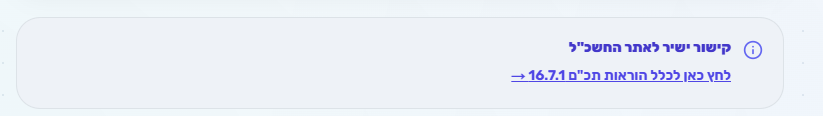 קישור ישיר לאתר החשכ"ל
לחץ כאן לכלל הוראות תכ"ם 16.7.1 →